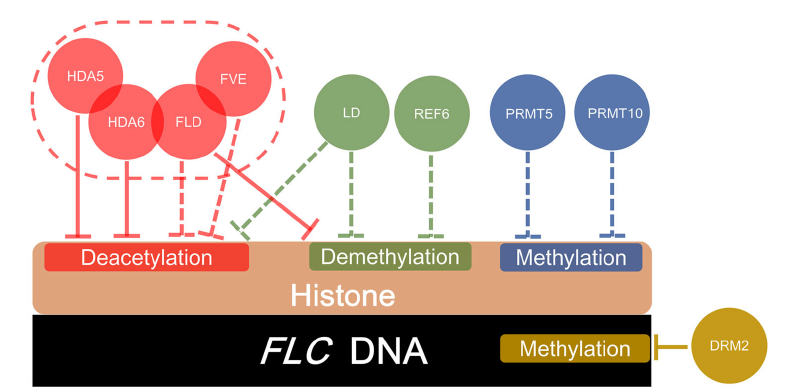 HDA5
HDA6
FLD
FVE
LD
REF6
PRMT5
PRMT10
Deacetylation
Demethylation
Methylation
Histone
FLC DNA
Methylation
DRM2